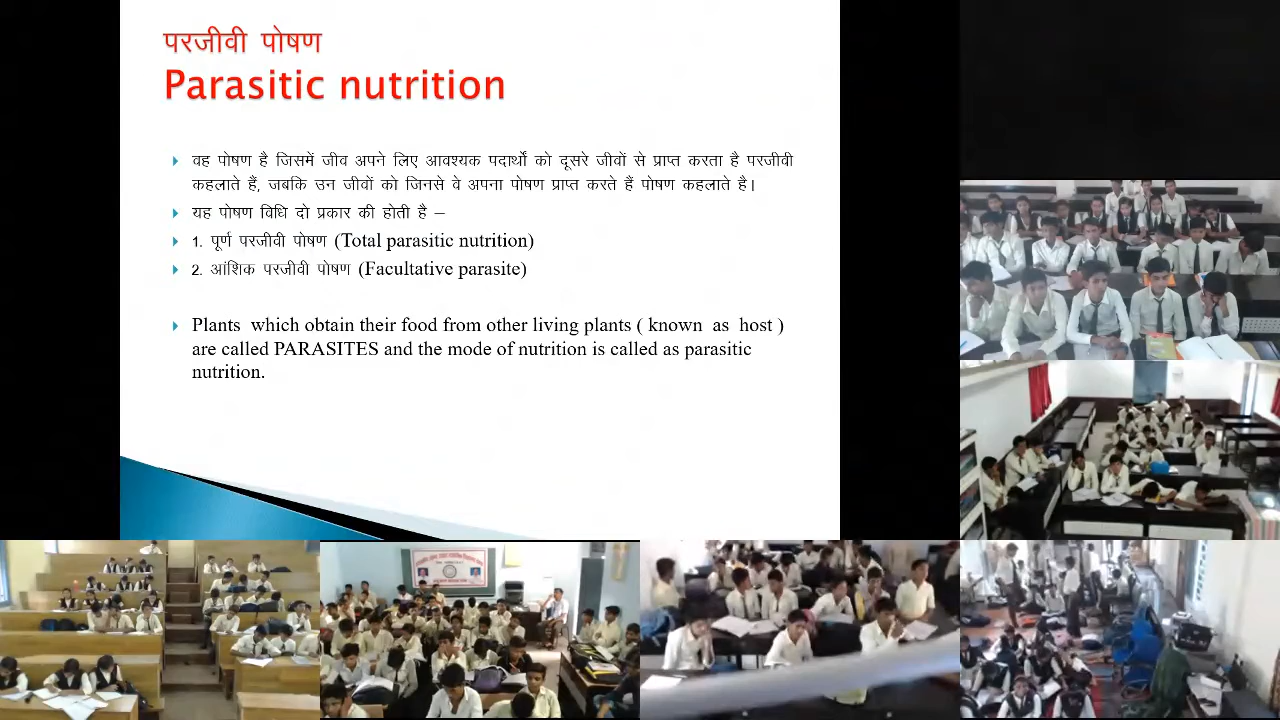 परजीवी पोषण
Parasitic nutrition
वह पोषण है जिसमें जीव अपने लिए आवश्यक पदार्थों को दूसरे जीवों से प्राप्त करता है परजीवी
कहलाते हैं, जबकि उन जीवों को जिनसे वे अपना पोषण प्राप्त करते हैं पोषण कहलाते है।
यह पोषण विधि दो प्रकार की होती है –
1. पूर्ण परजीवी पोषण (Total parasitic nutrition)
2. आंशिक परजीवी पोषण (Facultative parasite)
Plants which obtain their food from other living plants ( known as host )
are called PARASITES and the mode of nutrition is called as parasitic
nutrition.